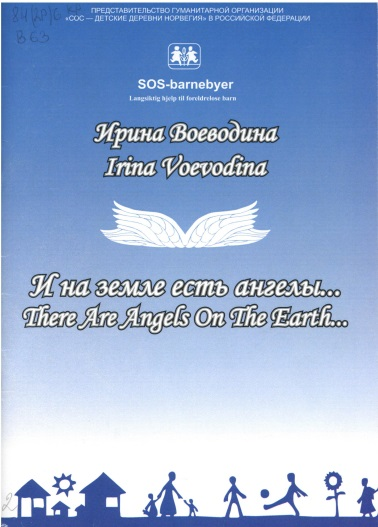 ПРЕДСТАВИТЕЛЬСТВО ГУМАНИТАРНОЙ ОРГАНИЗАЦИИ
«СОС — ДЕТСКИЕ ДЕРЕВНИ НОРВЕГИЯ» В РОССИЙСКОЙ ФЕДЕРАЦИИ
В 63
SOS-barnebyer
Langsiktig hjelp til foreldreløse barn
Ирина Воеводина
Irina Voevodina
И на земле есть ангелы...
There Are Angels On The Earth...
2